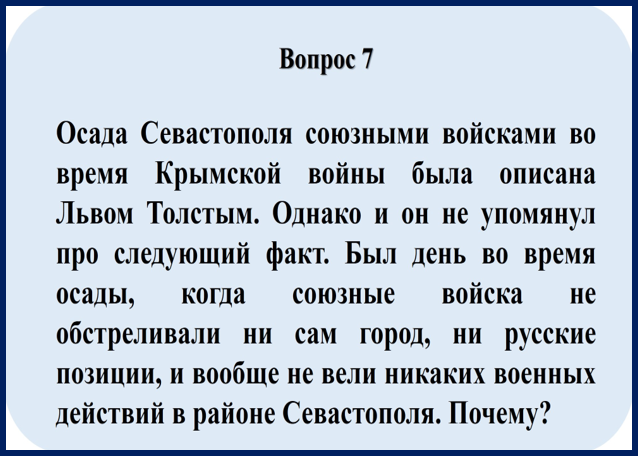 Вопрос 7
Осада Севастополя союзными войсками во
время Крымской войны была описана
Львом Толстым. Однако и он не упомянул
про следующий факт. Был день во время
осады, когда союзные войска не
обстреливали ни сам город, ни русские
позиции, и вообще не вели никаких военных
действий в районе Севастополя. Почему?